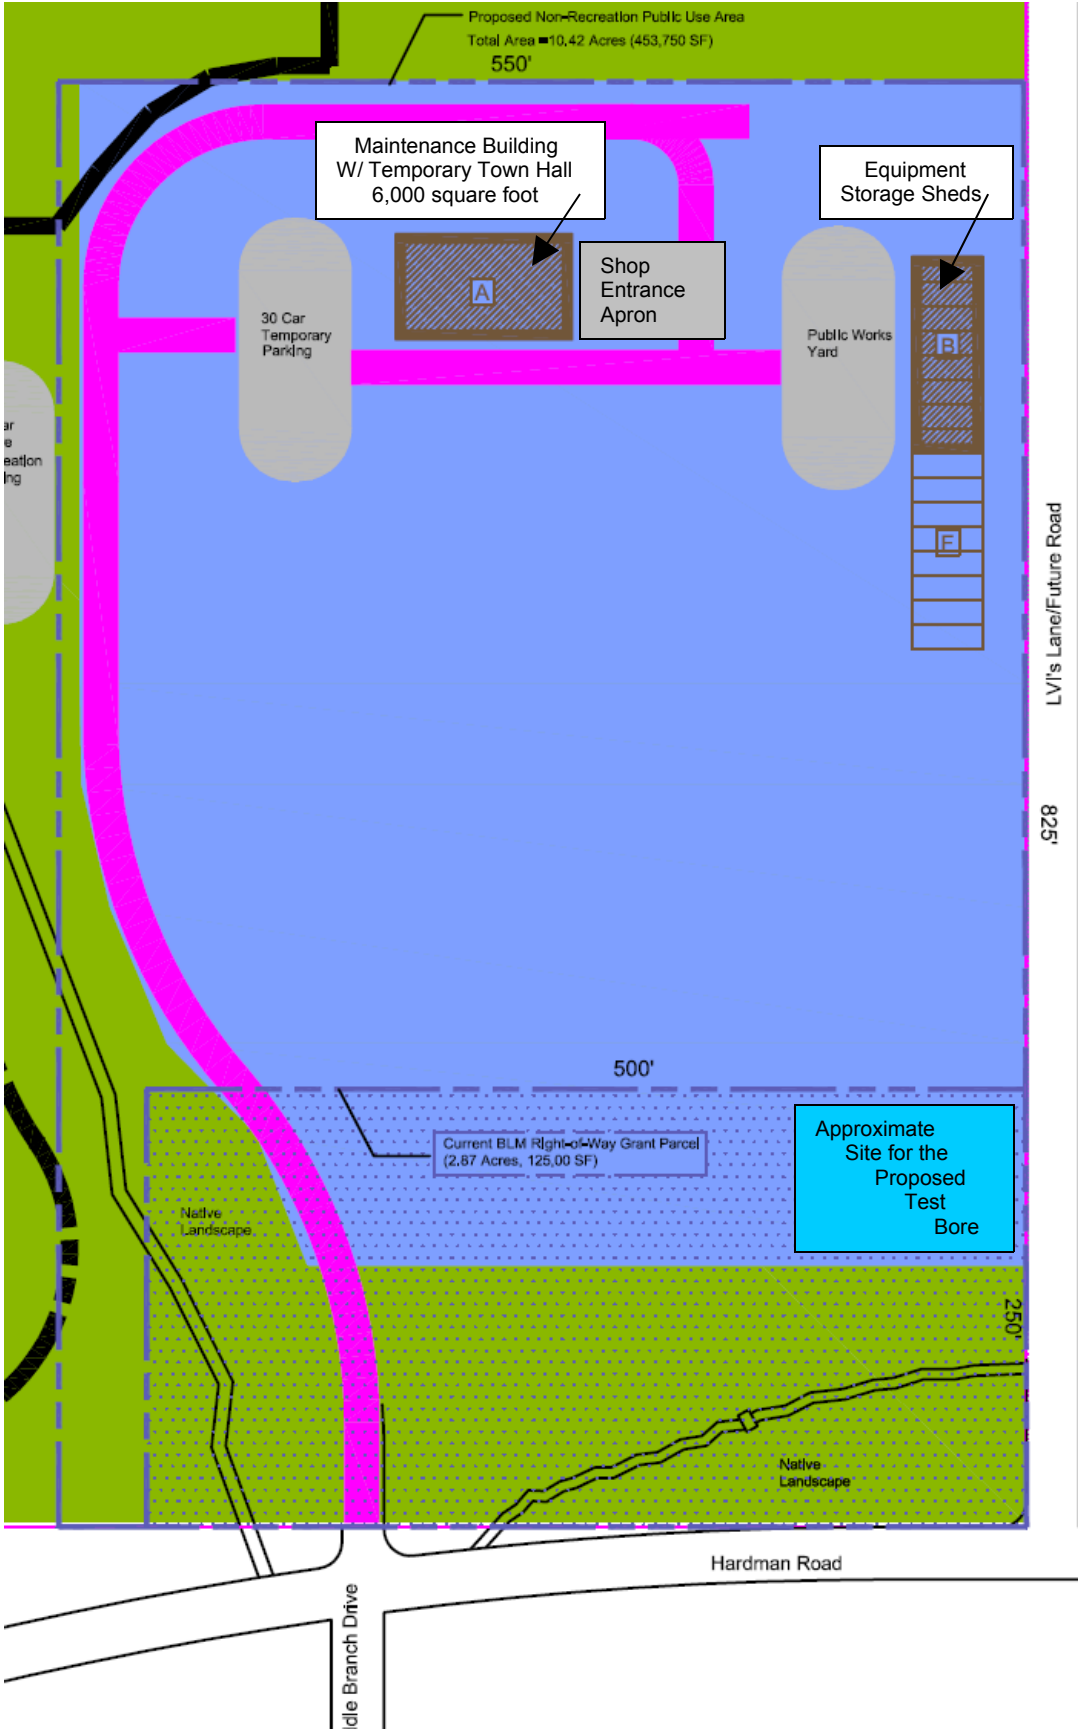 Proposed Non-Recreation Public Use Area
Total Area =10.42 Acres (453,750 SF)
550'
Maintenance Building
W/ Temporary Town Hall
6,000 square foot
Equipment
Storage Sheds
Shop
Entrance
Apron
A
30 Car
Temporary
Parking
Public Works
Yard
B
F
LVI's Lane/Future Road
825'
500'
Current BLM Right-of-Way Grant Parcel
(2.87 Acres, 125,00 SF)
Approximate
Site for the
Proposed
Test
Bore
Native
Landscape
250'
Native
Landscape
Hardman Road
ddle Branch Drive